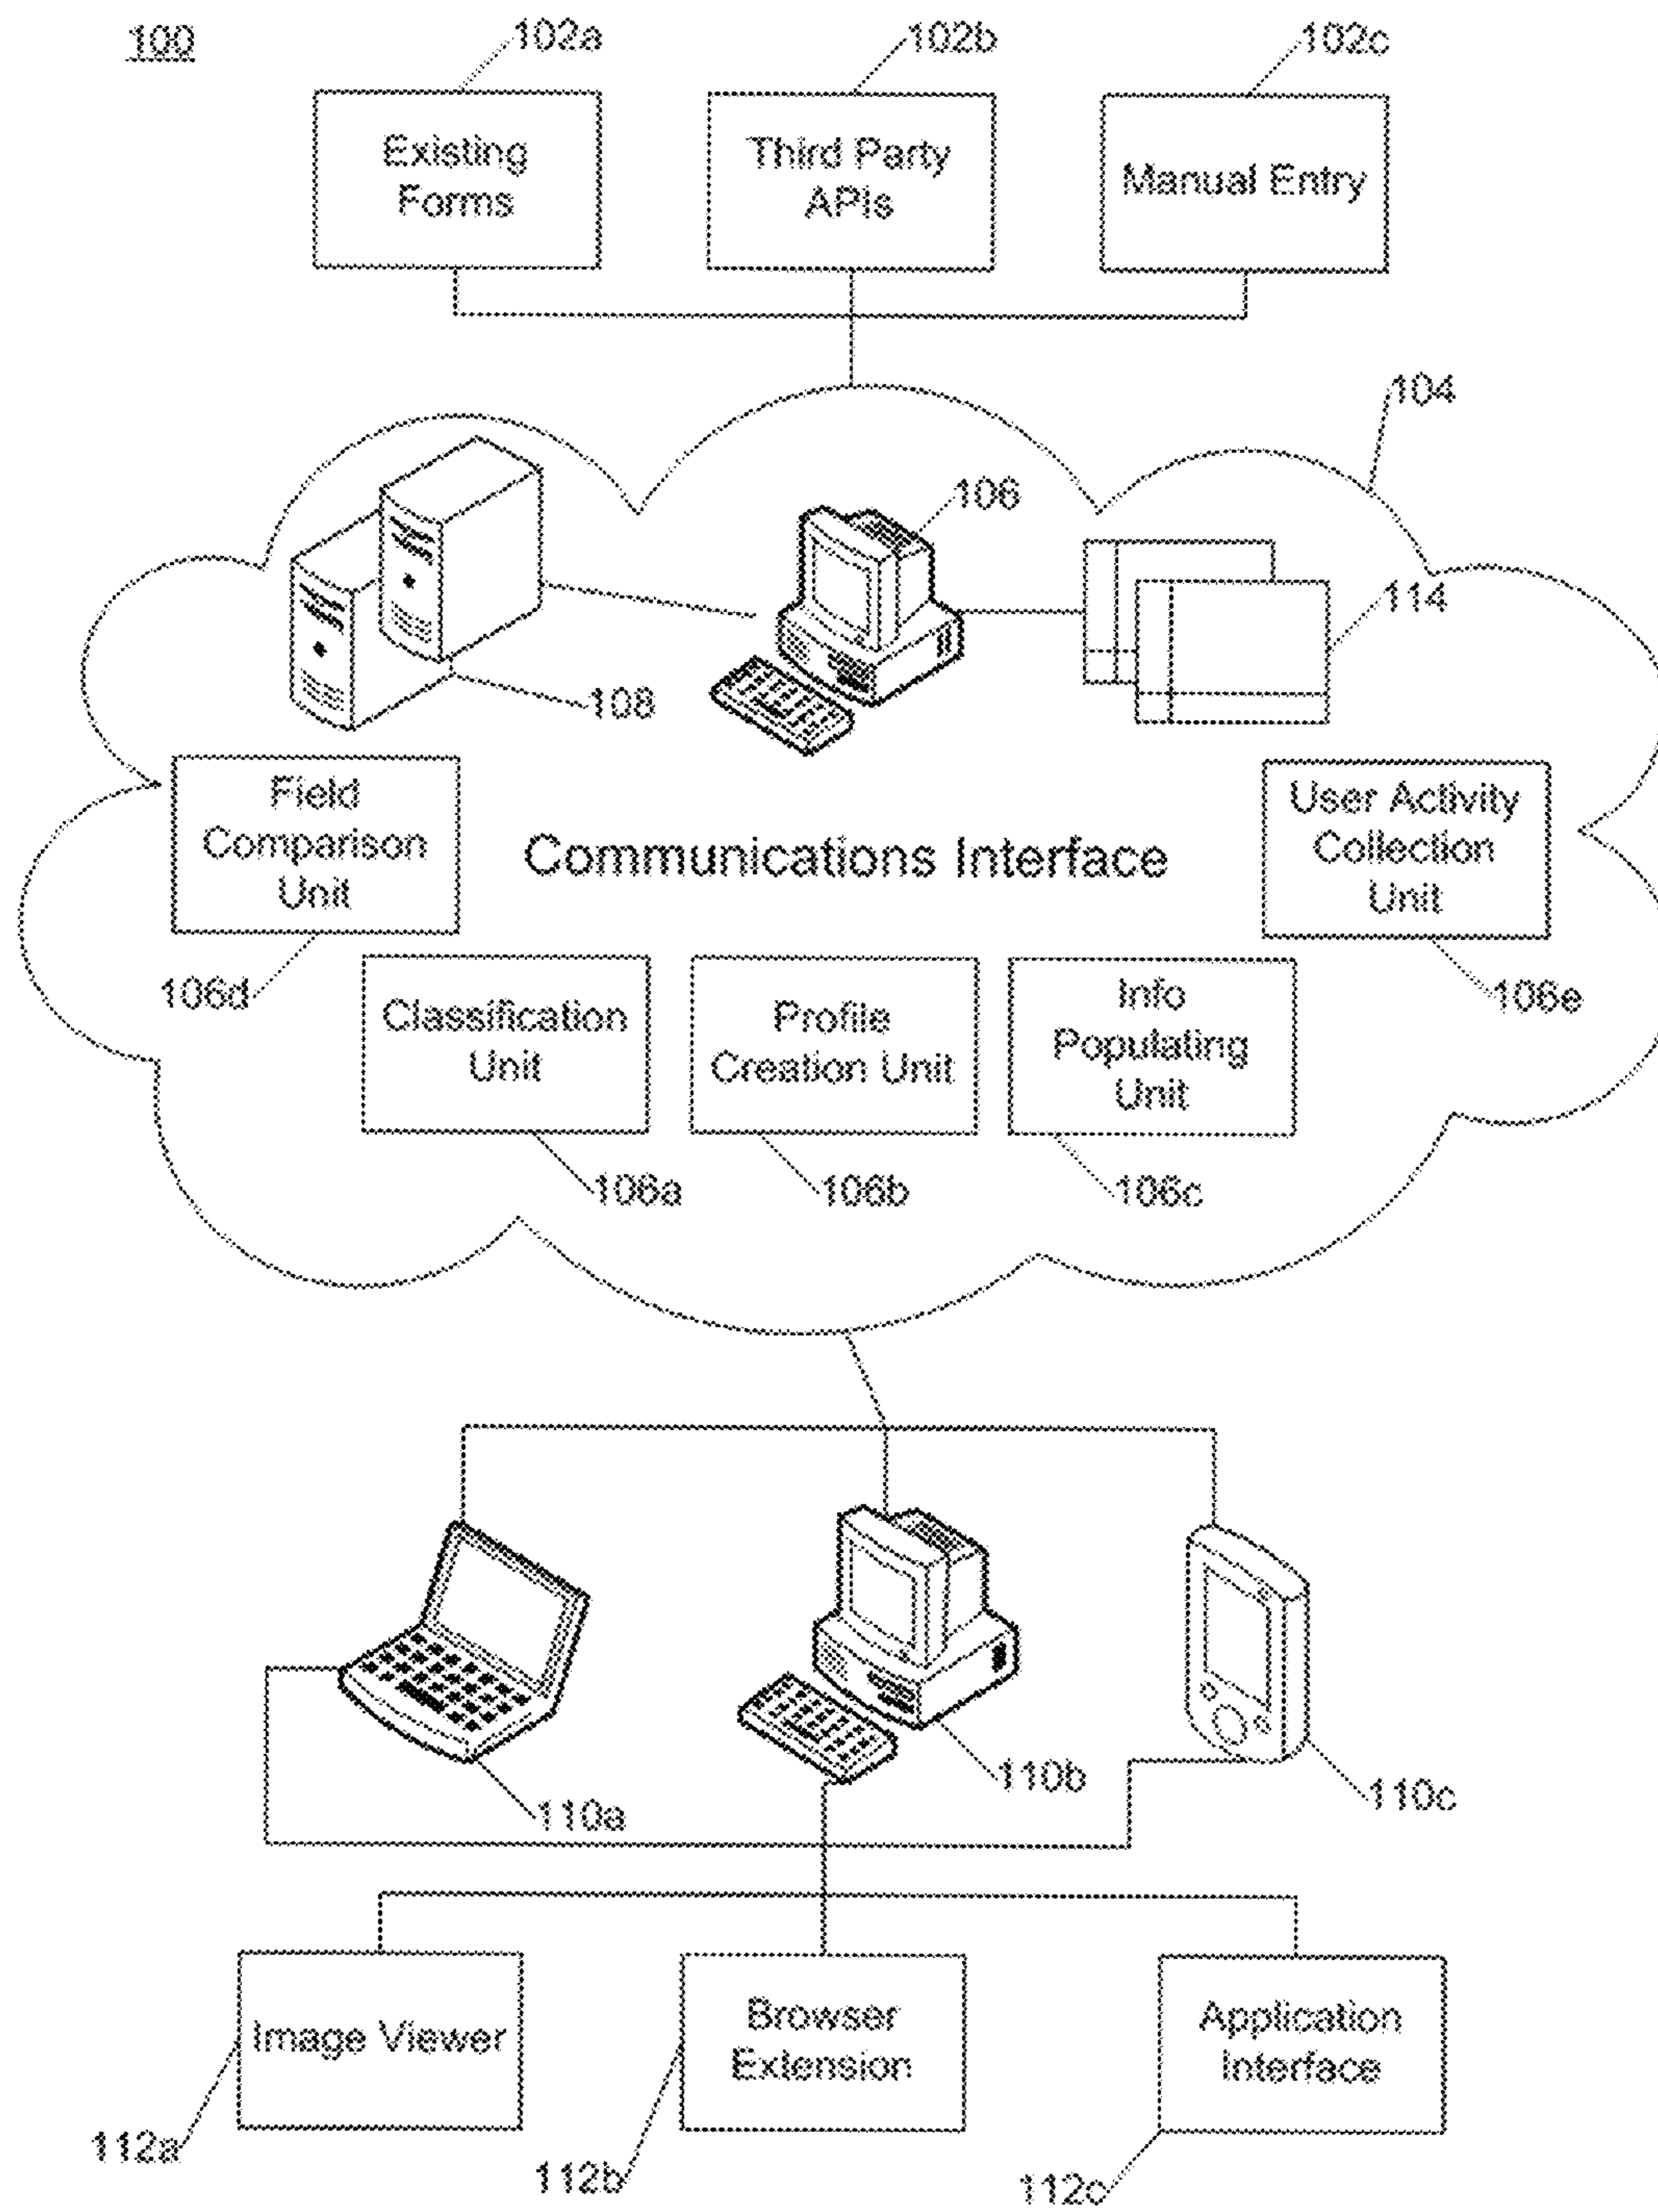 100
102a
102b
102c
Existing
Forms
Third Party
APIs
Manual Entry
104
106
114
108
Field
Comparison
Unit
Communications Interface
User Activity
Collection
Unit
106d
106e
Classification
Unit
Profile
Creation Unit
Info
Populating
Unit
106a
106b
106c
110a
110b
110c
Image Viewer
Browser
Extension
Application
Interface
112a
112b
112c